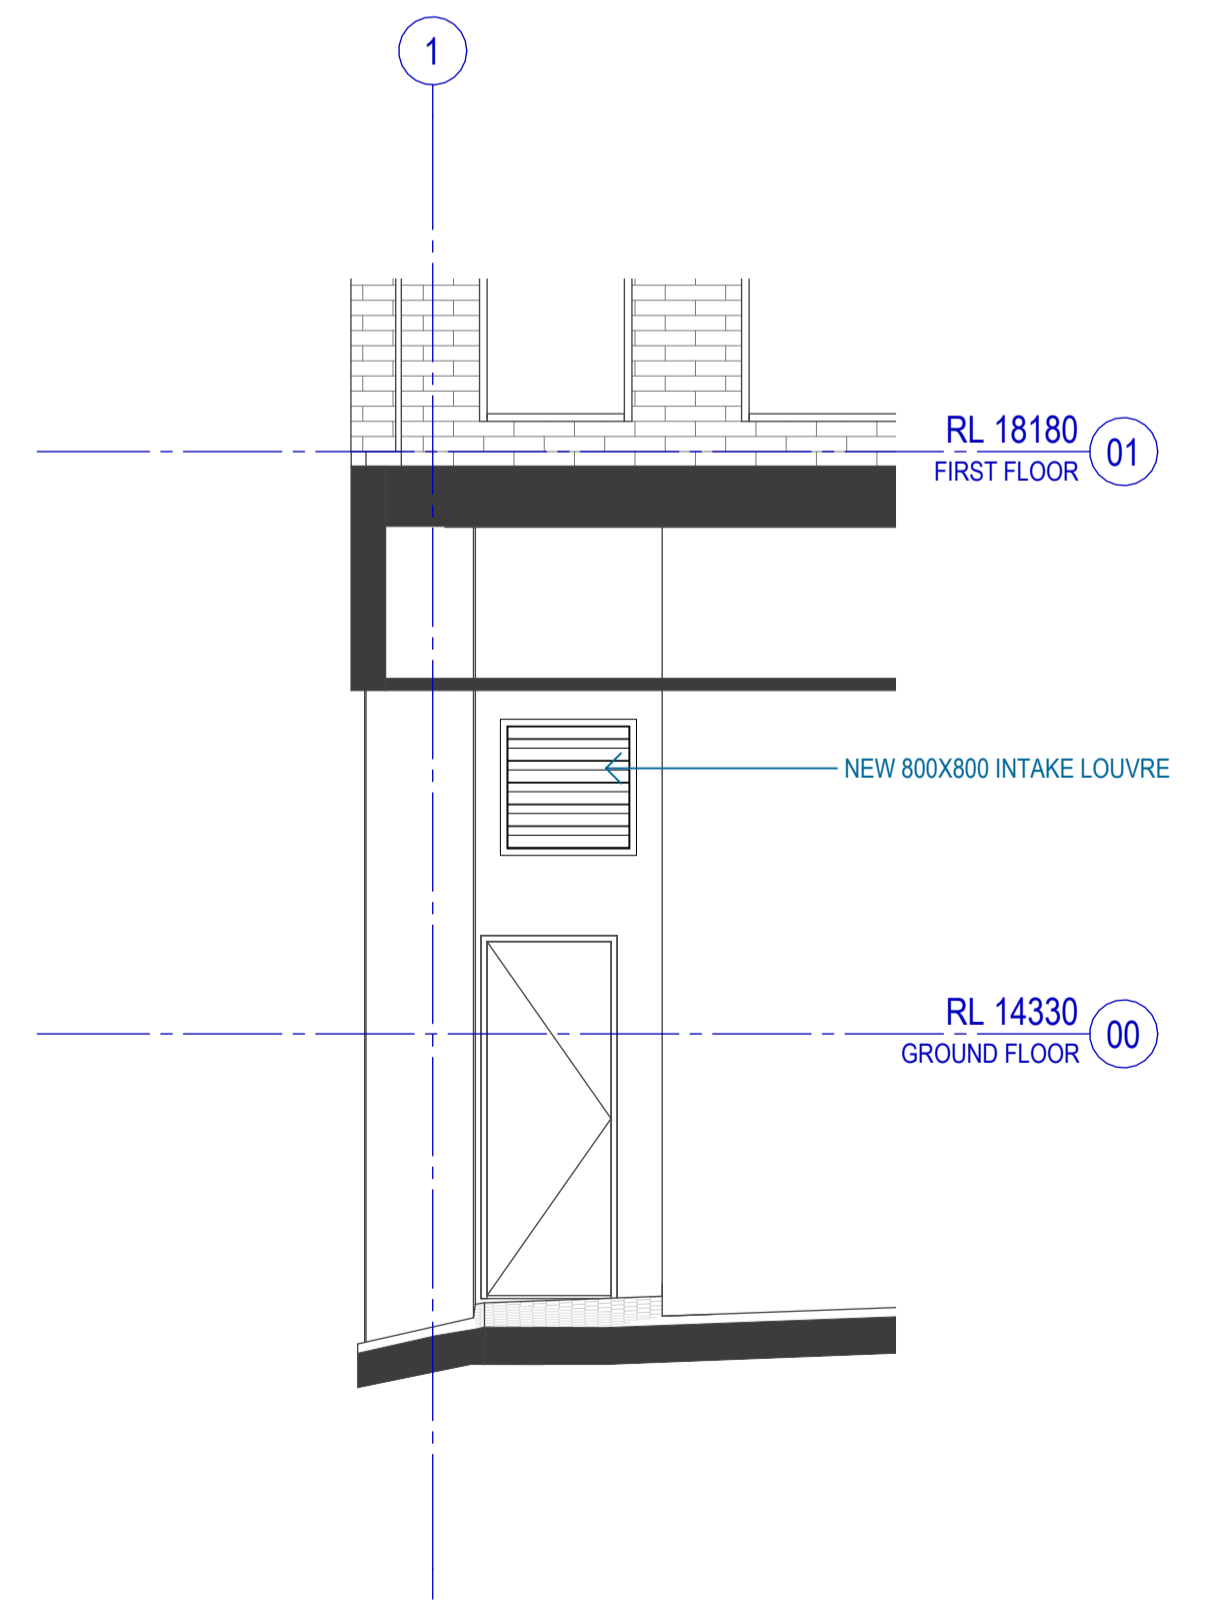 1
RL 18180
FIRST FLOOR
01
NEW 800X800 INTAKE LOUVRE
RL 14330
GROUND FLOOR
00